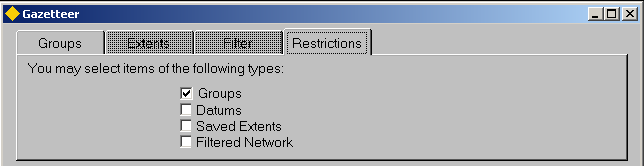 Gazetteer
Groups Extents Filter Restrictions
You may select items of the following types:
Groups
Datums
Saved Extents
Filtered Network